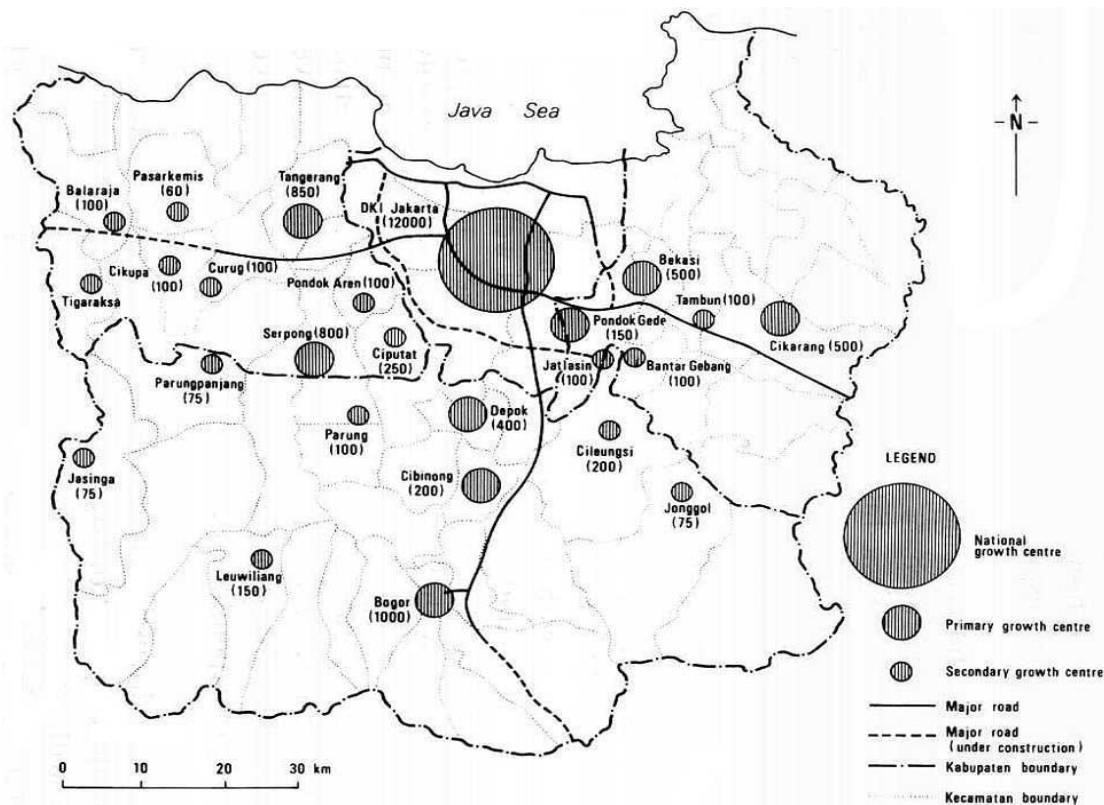 Java Sea
N
Pasarkemis
(60)
Tangerang
(850)
Balaraja
(100)
DKI Jakarta
(12000)
Bekasi
(500)
Cikupa
(100)
Curug (100)
Pondok Aren (100)
Tambun (100)
Tigaraksa
Serpong (800)
Ciputat
(250)
Pondok Gede
(150)
Cikarang (500)
Jatiasin
(100)
Bantar Gebang
(100)
Parungpanjang
(75)
Parung
(100)
Depok
(400)
Cileungsi
(200)
Jasinga
(75)
Cibinong
(200)
Jonggol
(75)
Leuwiliang
(150)
Bogor
(1000)
LEGEND
National
growth centre
Primary growth centre
Secondary growth centre
Major road
Major road
(under construction)
Kabupaten boundary
Kecamatan boundary
0 10 20 30 km